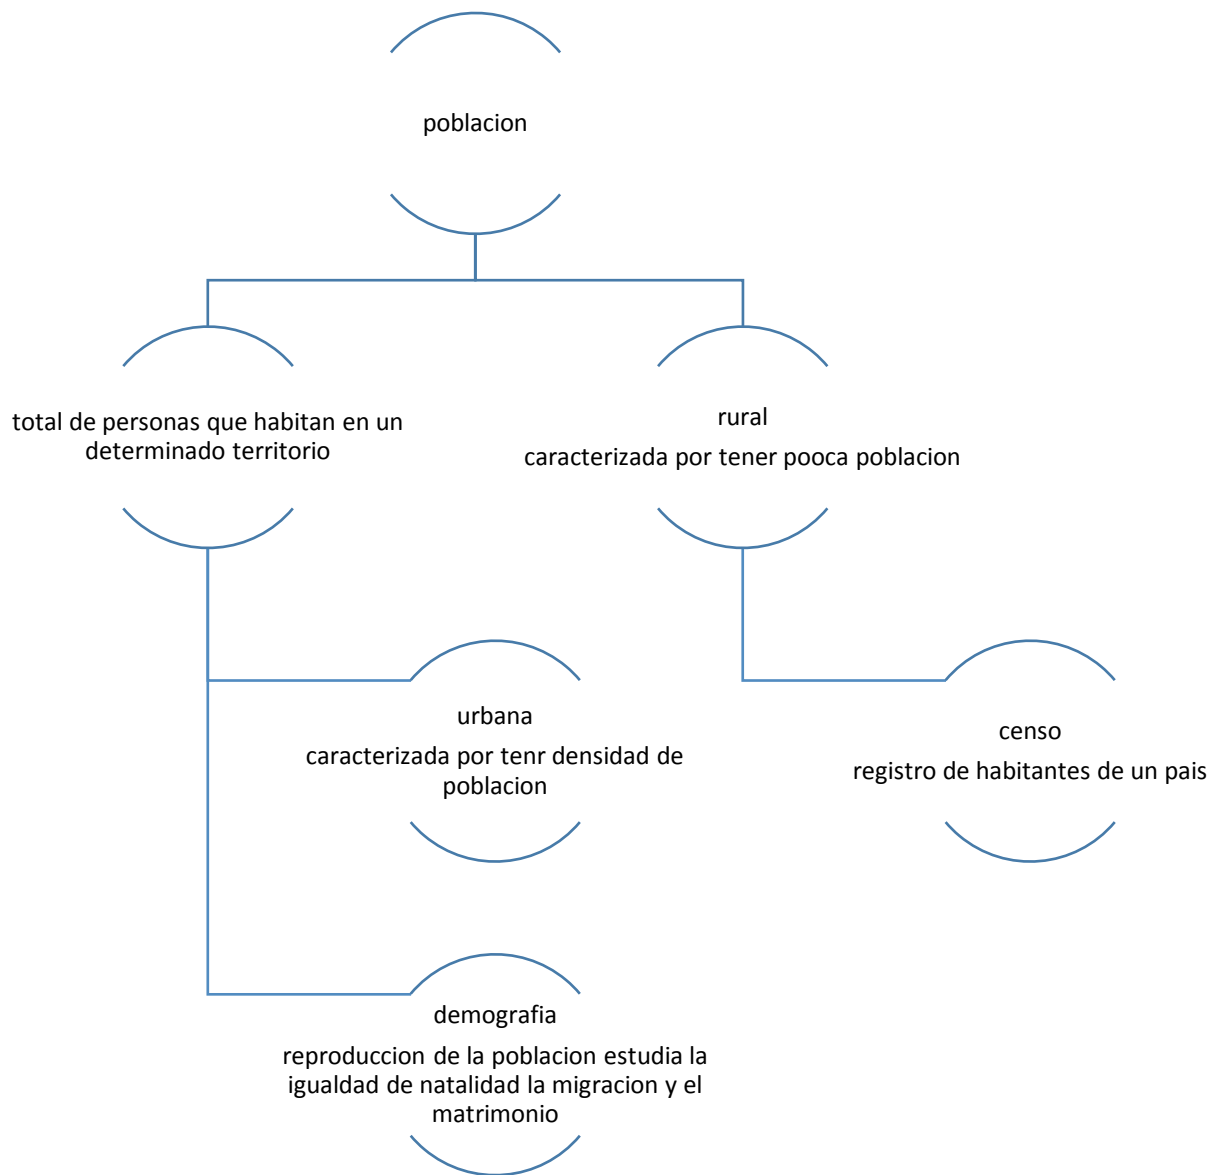 poblacion
total de personas que habitan en un
determinado territorio
rural
caracterizada por tener pooca poblacion
urbana
caracterizada por tenr densidad de
poblacion
censo
registro de habitantes de un pais
demografia
reproduccion de la poblacion estudia la
igualdad de natalidad la migracion y el
matrimonio